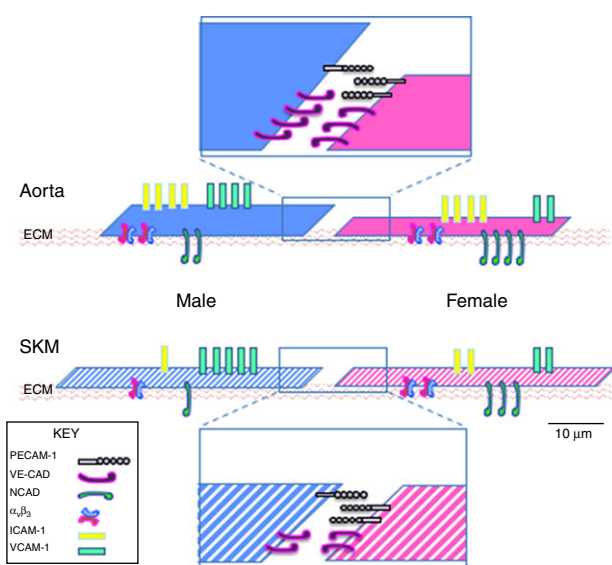 Aorta
ECM
Male
Female
SKM
ECM
10 μm
KEY
PECAM-1
VE-CAD
NCAD
αvβ3
ICAM-1
VCAM-1